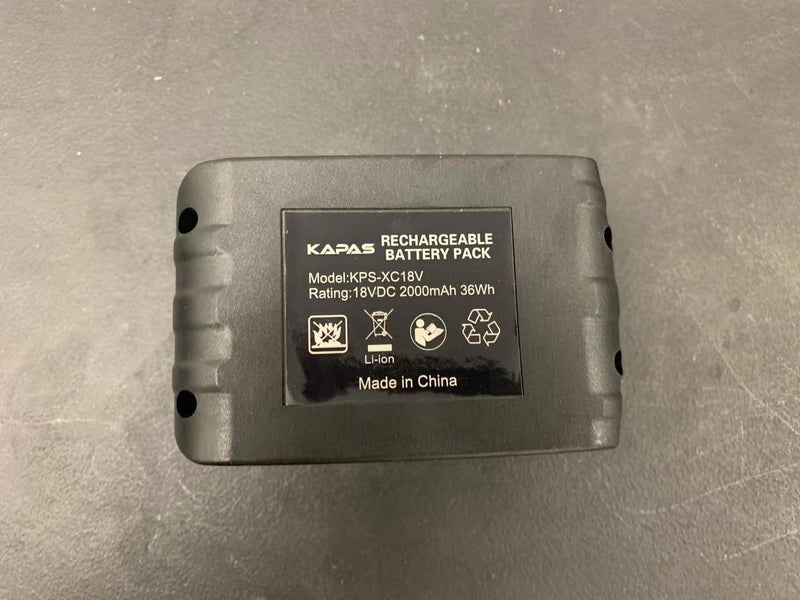 KAPAS RECHARGEABLE
BATTERY PACK
Model:KPS-XC18V
Rating:18VDC 2000mAh 36Wh
Li-ion
Made in China